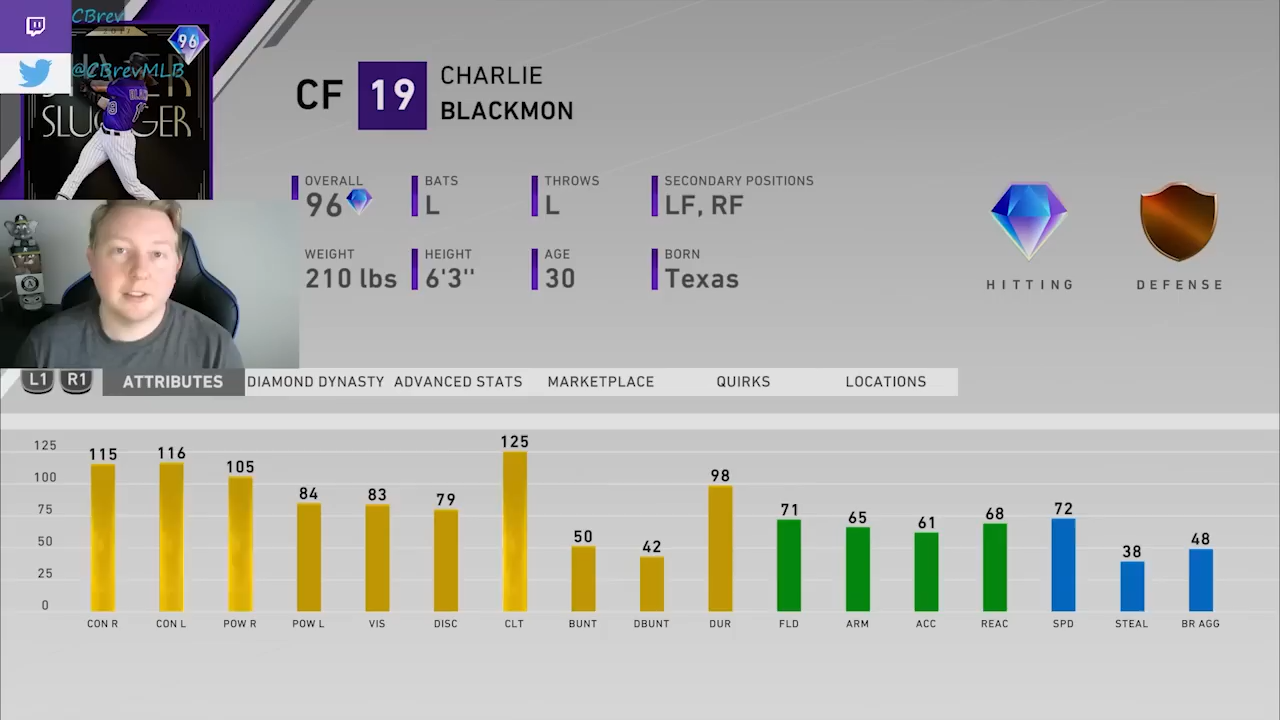 CBrev
2017
96
@CBrevMLB
SILVER
SLUGGER
CF 19 CHARLIE
BLACKMON
OVERALL BATS THROWS SECONDARY POSITIONS
96 L L LF, RF
WEIGHT HEIGHT AGE BORN
210 lbs 6'3'' 30 Texas
HITTING DEFENSE
L1 R1 ATTRIBUTES DIAMOND DYNASTY ADVANCED STATS MARKETPLACE QUIRKS LOCATIONS
125
100
75
50
25
0
115 116 105 84 83 79 125 50 42 98 71 65 61 68 72 38 48
CON R CON L POW R POW L VIS DISC CLT BUNT DBUNT DUR FLD ARM ACC REAC SPD STEAL BR AGG